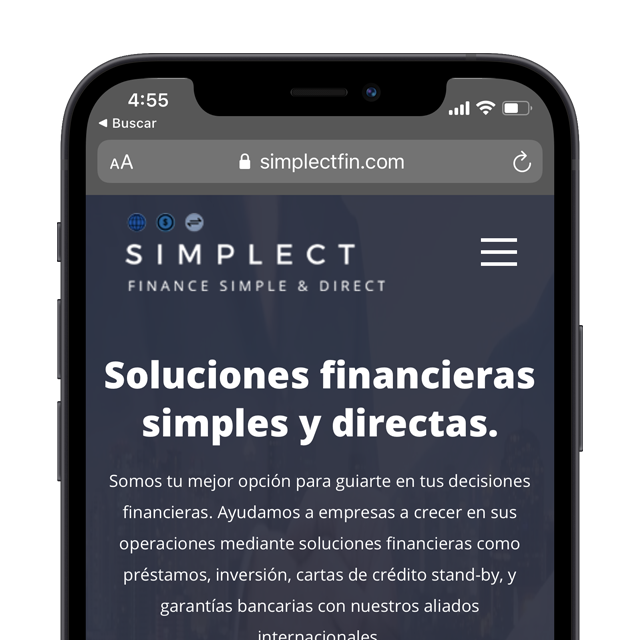 4:55
◀ Buscar
AA
simplectfin.com
SIMPLECT
FINANCE SIMPLE & DIRECT
Soluciones financieras
simples y directas.
Somos tu mejor opción para guiarte en tus decisiones
financieras. Ayudamos a empresas a crecer en sus
operaciones mediante soluciones financieras como
préstamos, inversión, cartas de crédito stand-by, y
garantías bancarias con nuestros aliados
internacionales.